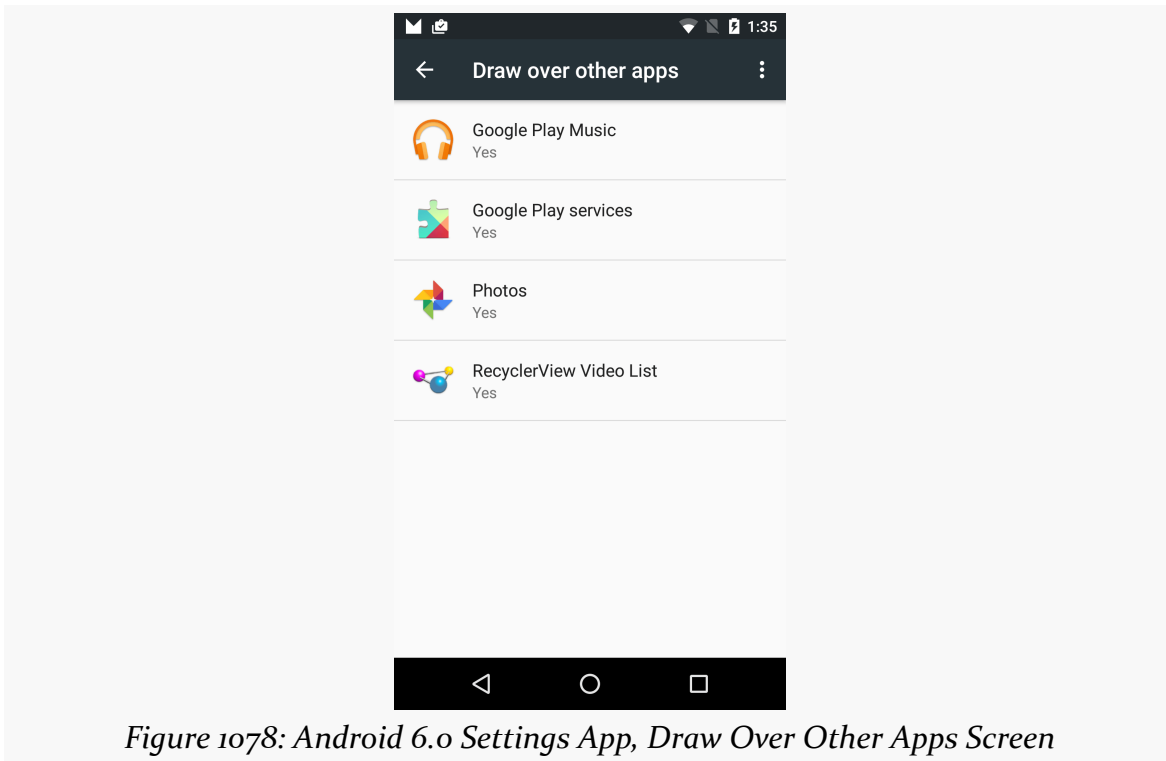 1:35
Draw over other apps
Google Play Music
Yes
Google Play services
Yes
Photos
Yes
RecyclerView Video List
Yes
Figure 1078: Android 6.0 Settings App, Draw Over Other Apps Screen